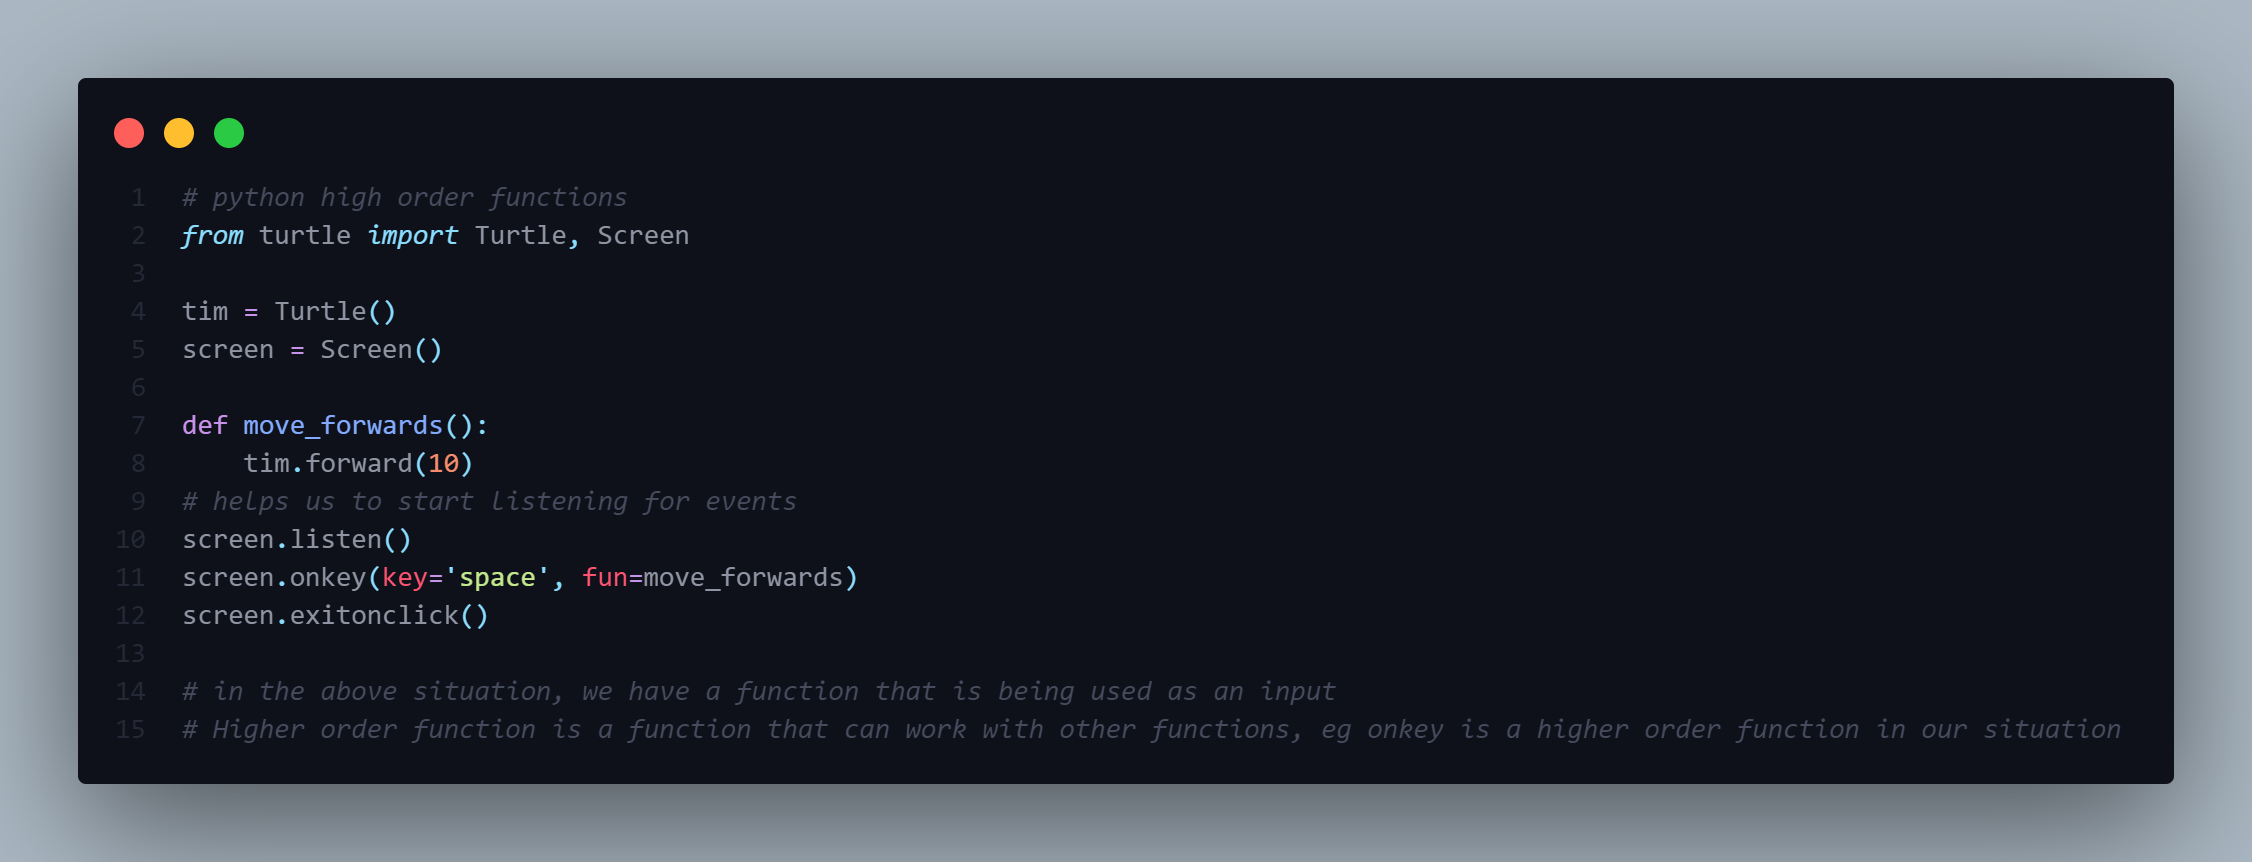 1 # python high order functions
2 from turtle import Turtle, Screen
3
4 tim = Turtle()
5 screen = Screen()
6
7 def move_forwards():
8     tim.forward(10)
9 # helps us to start listening for events
10 screen.listen()
11 screen.onkey(key='space', fun=move_forwards)
12 screen.exitonclick()
13
14 # in the above situation, we have a function that is being used as an input
15 # Higher order function is a function that can work with other functions, eg onkey is a higher order function in our situation